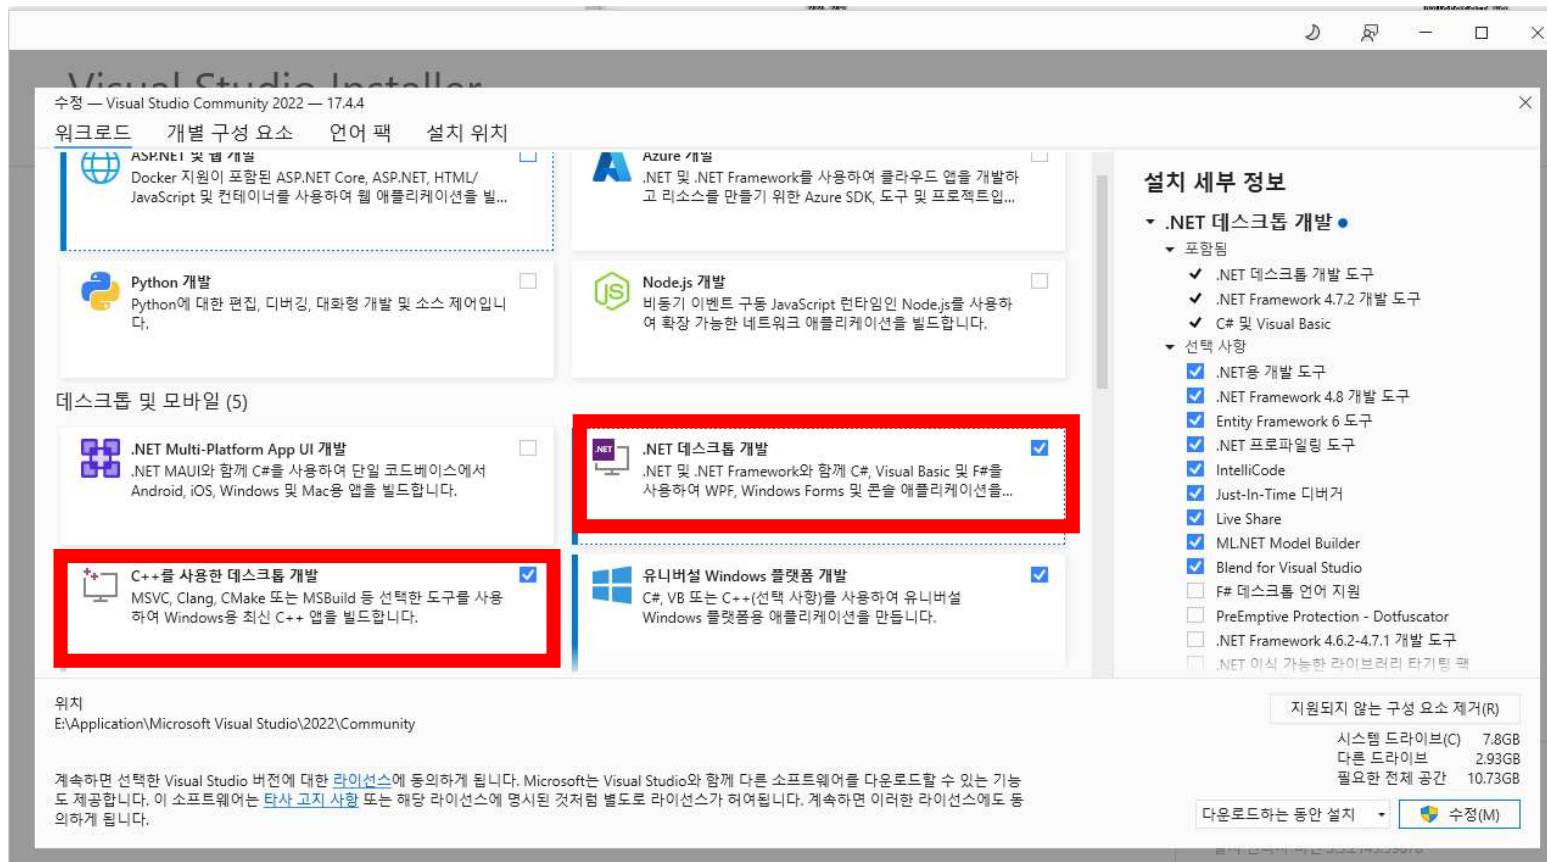 Visual Studio Installer
수정 — Visual Studio Community 2022 — 17.4.4
워크로드 개별 구성 요소 언어 팩 설치 위치
ASP.NET 및 웹 개발
Docker 지원이 포함된 ASP.NET Core, ASP.NET, HTML/
JavaScript 및 컨테이너를 사용하여 웹 애플리케이션을 빌...
Azure 개발
.NET 및 .NET Framework를 사용하여 클라우드 앱을 개발하
고 리소스를 만들기 위한 Azure SDK, 도구 및 프로젝트입...
Python 개발
Python에 대한 편집, 디버깅, 대화형 개발 및 소스 제어입니
다.
Node.js 개발
비동기 이벤트 구동 JavaScript 런타임인 Node.js를 사용하
여 확장 가능한 네트워크 애플리케이션을 빌드합니다.
데스크톱 및 모바일 (5)
.NET Multi-Platform App UI 개발
.NET MAUI와 함께 C#을 사용하여 단일 코드베이스에서
Android, iOS, Windows 및 Mac용 앱을 빌드합니다.
.NET
.NET 데스크톱 개발
.NET 및 .NET Framework와 함께 C#, Visual Basic 및 F#을
사용하여 WPF, Windows Forms 및 콘솔 애플리케이션을...
C++를 사용한 데스크톱 개발
MSVC, Clang, CMake 또는 MSBuild 등 선택한 도구를 사용
하여 Windows용 최신 C++ 앱을 빌드합니다.
유니버설 Windows 플랫폼 개발
C#, VB 또는 C++(선택 사항)를 사용하여 유니버설
Windows 플랫폼용 애플리케이션을 만듭니다.
설치 세부 정보
.NET 데스크톱 개발
포함됨
.NET 데스크톱 개발 도구
.NET Framework 4.7.2 개발 도구
C# 및 Visual Basic
선택 사항
.NET용 개발 도구
.NET Framework 4.8 개발 도구
Entity Framework 6 도구
.NET 프로파일링 도구
IntelliCode
Just-In-Time 디버거
Live Share
ML.NET Model Builder
Blend for Visual Studio
F# 데스크톱 언어 지원
PreEmptive Protection - Dotfuscator
.NET Framework 4.6.2-4.7.1 개발 도구
.NET 이식 가능한 라이브러리 타기팅 팩
위치
E:\Application\Microsoft Visual Studio\2022\Community
계속하면 선택한 Visual Studio 버전에 대한 라이선스에 동의하게 됩니다. Microsoft는 Visual Studio와 함께 다른 소프트웨어를 다운로드할 수 있는 기능
도 제공합니다. 이 소프트웨어는 타사 고지 사항 또는 해당 라이선스에 명시된 것처럼 별도로 라이선스가 허여됩니다. 계속하면 이러한 라이선스에도 동
의하게 됩니다.
지원되지 않는 구성 요소 제거(R)
시스템 드라이브(C) 7.8GB
다른 드라이브 2.93GB
필요한 전체 공간 10.73GB
다운로드하는 동안 설치
수정(M)